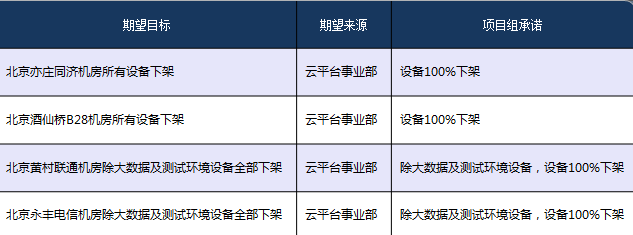 期望目标 期望来源 项目组承诺
北京亦庄同济机房所有设备下架 云平台事业部 设备100%下架
北京酒仙桥B28机房所有设备下架 云平台事业部 设备100%下架
北京黄村联通机房除大数据及测试环境设备全部下架 云平台事业部 除大数据及测试环境设备，设备100%下架
北京永丰电信机房除大数据及测试环境设备全部下架 云平台事业部 除大数据及测试环境设备，设备100%下架